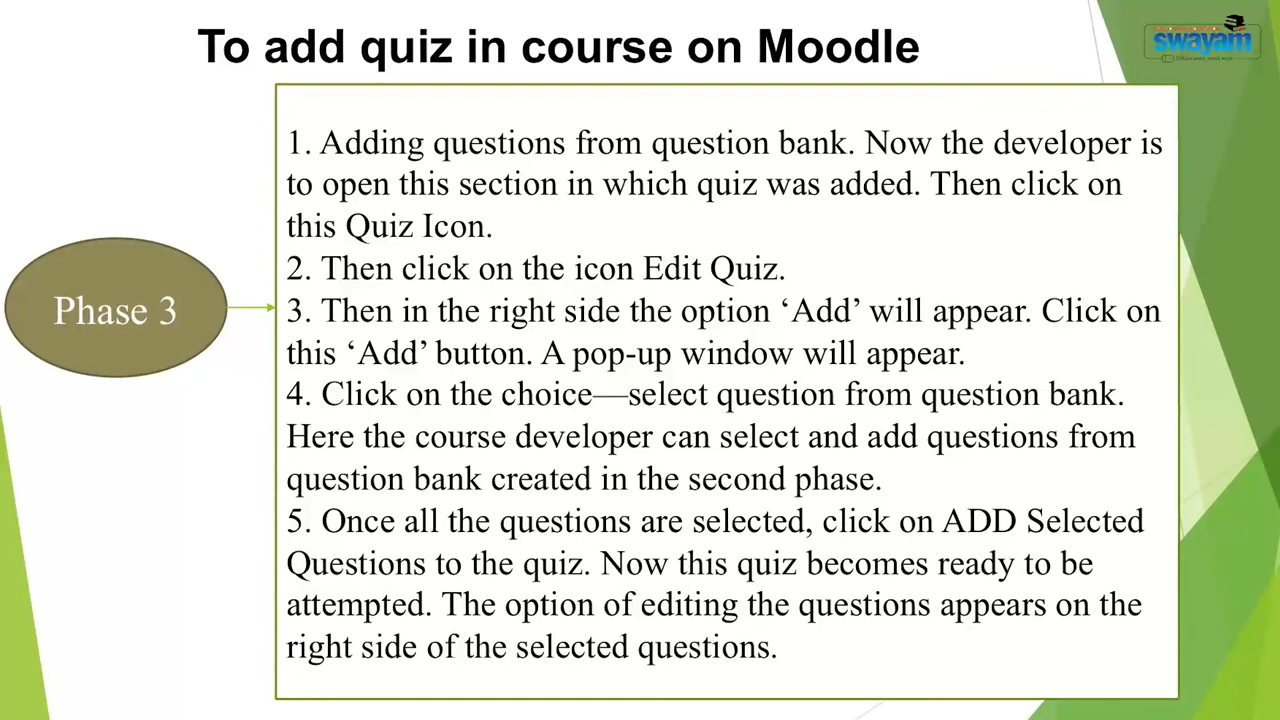 To add quiz in course on Moodle
swayam
1. Adding questions from question bank. Now the developer is
to open this section in which quiz was added. Then click on
this Quiz Icon.
2. Then click on the icon Edit Quiz.
Phase 3
3. Then in the right side the option ‘Add’ will appear. Click on
this ‘Add’ button. A pop-up window will appear.
4. Click on the choice—select question from question bank.
Here the course developer can select and add questions from
question bank created in the second phase.
5. Once all the questions are selected, click on ADD Selected
Questions to the quiz. Now this quiz becomes ready to be
attempted. The option of editing the questions appears on the
right side of the selected questions.